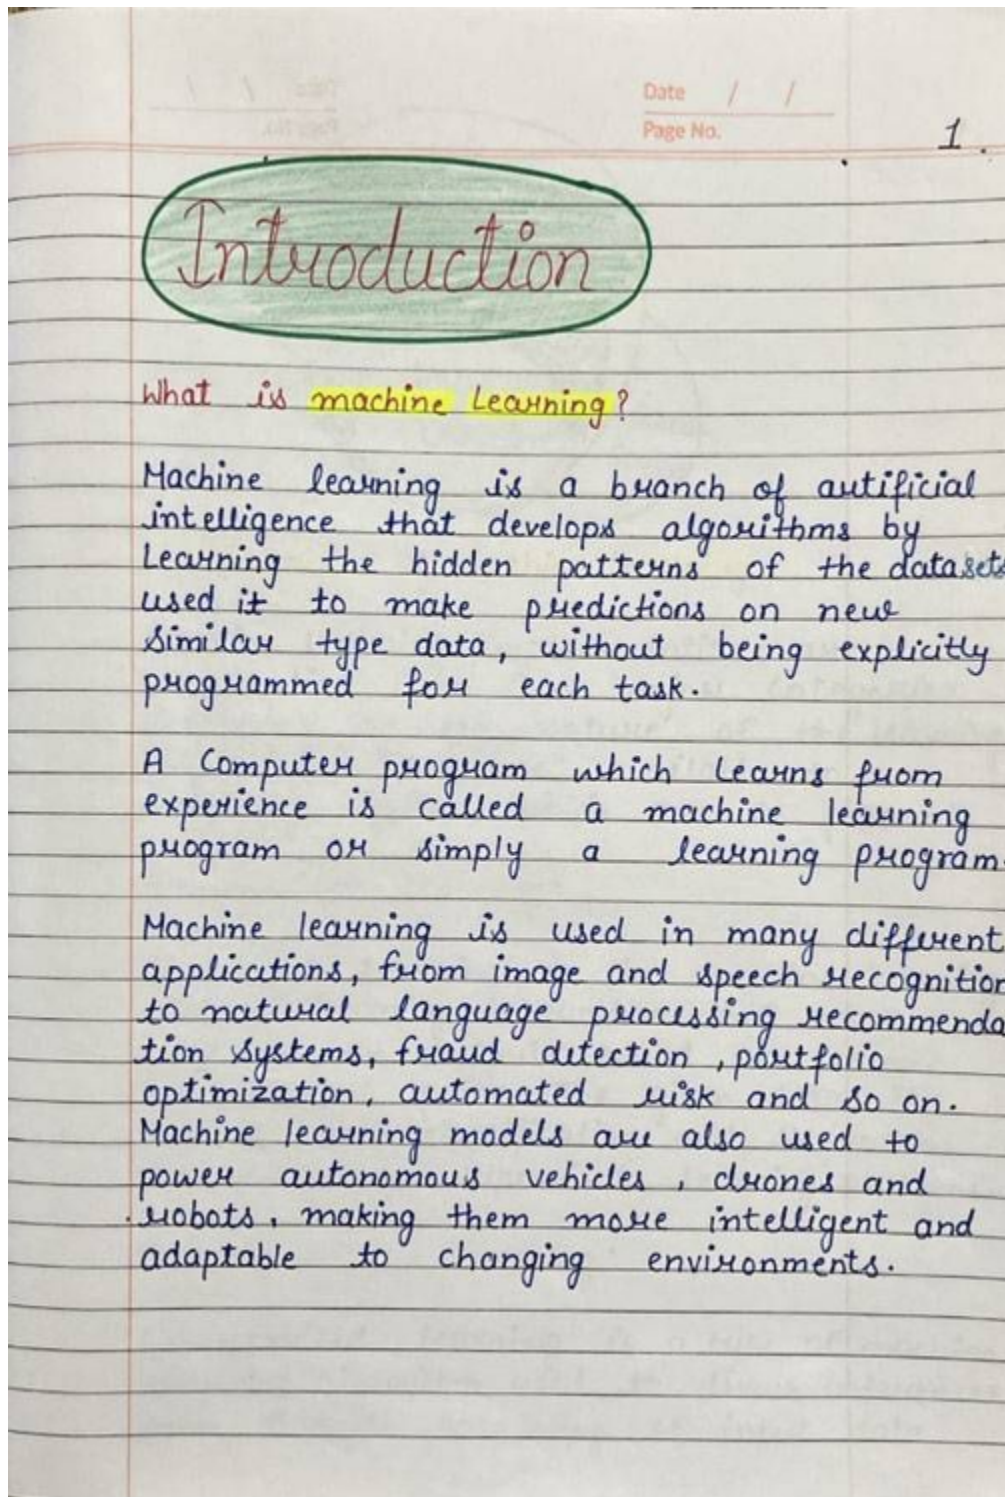 Date / /
Page No.
1.
Introduction
What is machine Learning?
Machine learning is a branch of artificial
intelligence that develops algorithms by
Learning the hidden patterns of the datasets
used it to make predictions on new
similar type data, without being explicitly
programmed for each task.
A Computer program which Learns from
experience is called a machine learning
program or simply a learning program.
Machine learning is used in many different
applications, from image and speech recognition
to natural language processing recommenda
tion systems, fraud detection, portfolio
optimization, automated risk and so on.
Machine learning models are also used to
power autonomous vehicles, drones and
robots, making them more intelligent and
adaptable to changing environments.